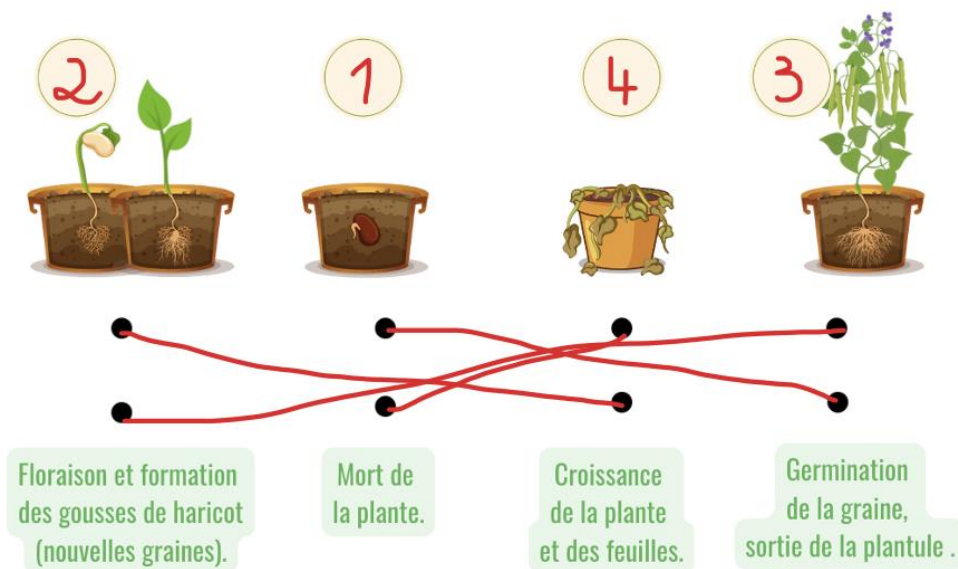 2 1 4 3
Floraison et formation
des gousses de haricot
(nouvelles graines).
Mort de
la plante.
Croissance
de la plante
et des feuilles.
Germination
de la graine,
sortie de la plantule .